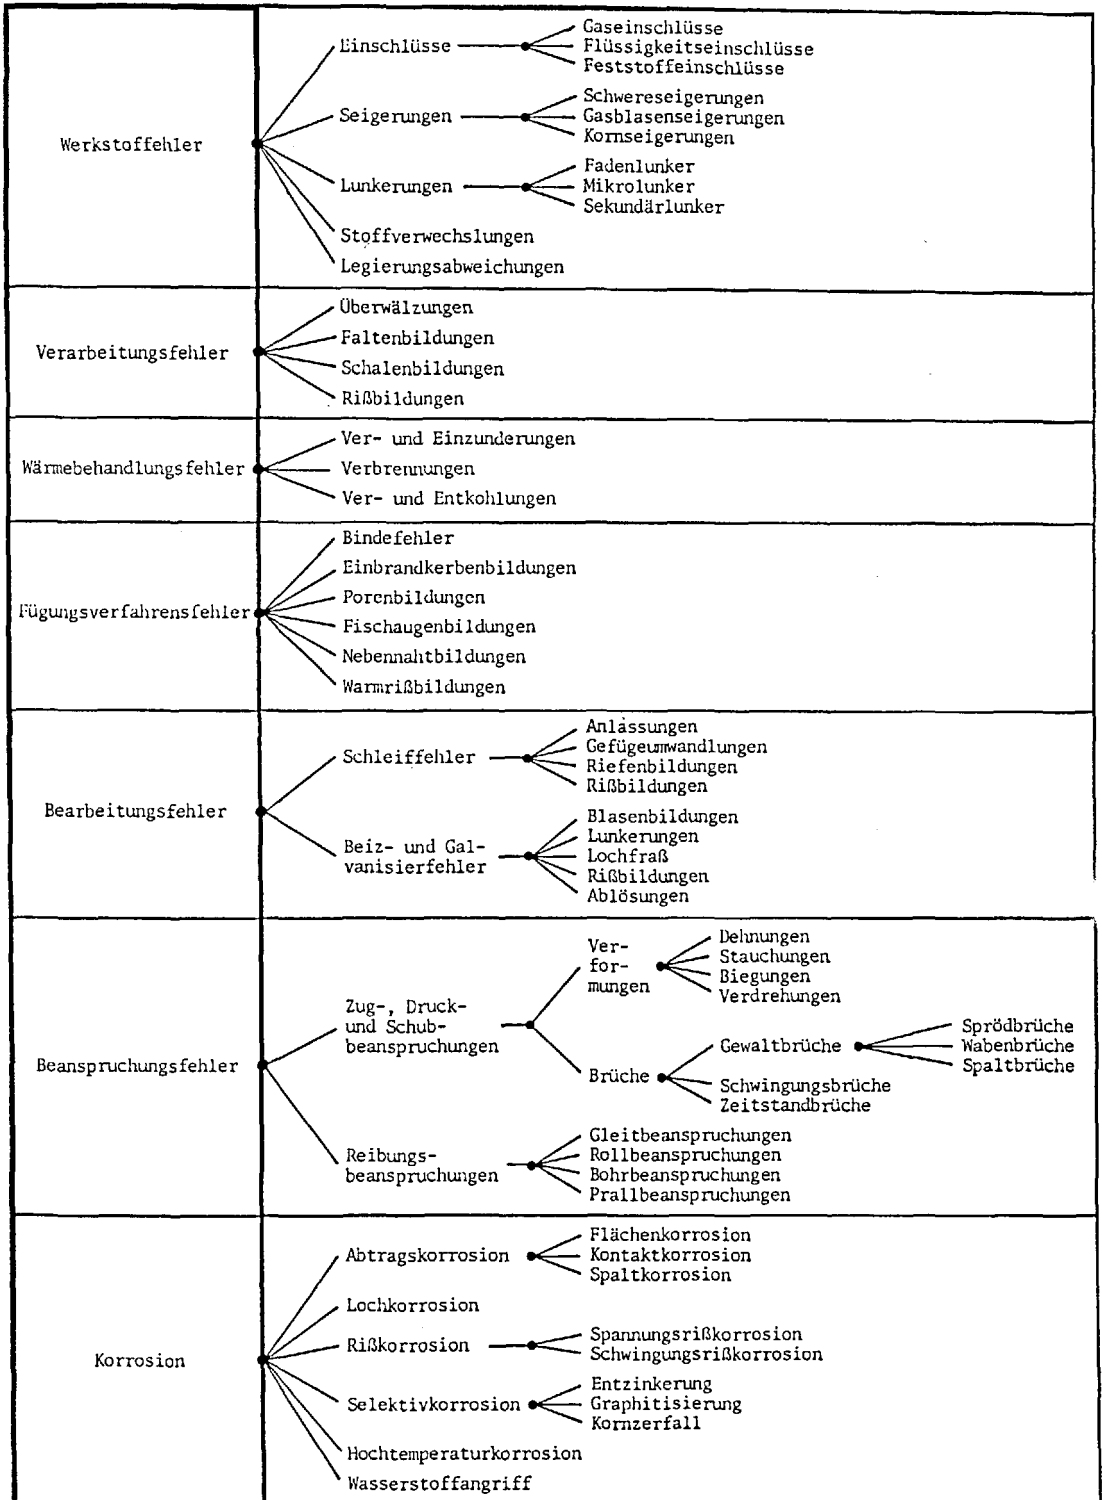 Werkstoffehler
Einschlüsse
Gaseinschlüsse
Flüssigkeitseinschlüsse
Feststoffeinschlüsse
Seigerungen
Schwereseigerungen
Gasblasenseigerungen
Kornseigerungen
Lunkerungen
Fadenlunker
Mikrolunker
Sekundärlunker
Stoffverwechslungen
Legierungsabweichungen
Verarbeitungsfehler
Überwälzungen
Faltenbildungen
Schalenbildungen
Rißbildungen
Wärmebehandlungsfehler
Ver- und Einzunderungen
Verbrennungen
Ver- und Entkohlungen
Fügungsverfahrensfehler
Bindefehler
Einbrandkerbenbildungen
Porenbildungen
Fischaugenbildungen
Nebennahtbildungen
Warmrißbildungen
Bearbeitungsfehler
Schleiffehler
Anlässungen
Gefügeumwandlungen
Riefenbildungen
Rißbildungen
Beiz- und Gal-
vanisierfehler
Blasenbildungen
Lunkerungen
Lochfraß
Rißbildungen
Ablösungen
Beanspruchungsfehler
Zug-, Druck-
und Schub-
beanspruchungen
Ver-
for-
mungen
Dehnungen
Stauchungen
Biegungen
Verdrehungen
Brüche
Gewaltbrüche
Sprödbrüche
Wabenbrüche
Spaltbrüche
Schwingungsbrüche
Zeitstandbrüche
Reibungs-
beanspruchungen
Gleitbeanspruchungen
Rollbeanspruchungen
Bohrbeanspruchungen
Prallbeanspruchungen
Korrosion
Abtragskorrosion
Flächenkorrosion
Kontaktkorrosion
Spaltkorrosion
Lochkorrosion
Rißkorrosion
Spannungsrißkorrosion
Schwingungsrißkorrosion
Selektivkorrosion
Entzinkerung
Graphitisierung
Kornzerfall
Hochtemperaturkorrosion
Wasserstoffangriff